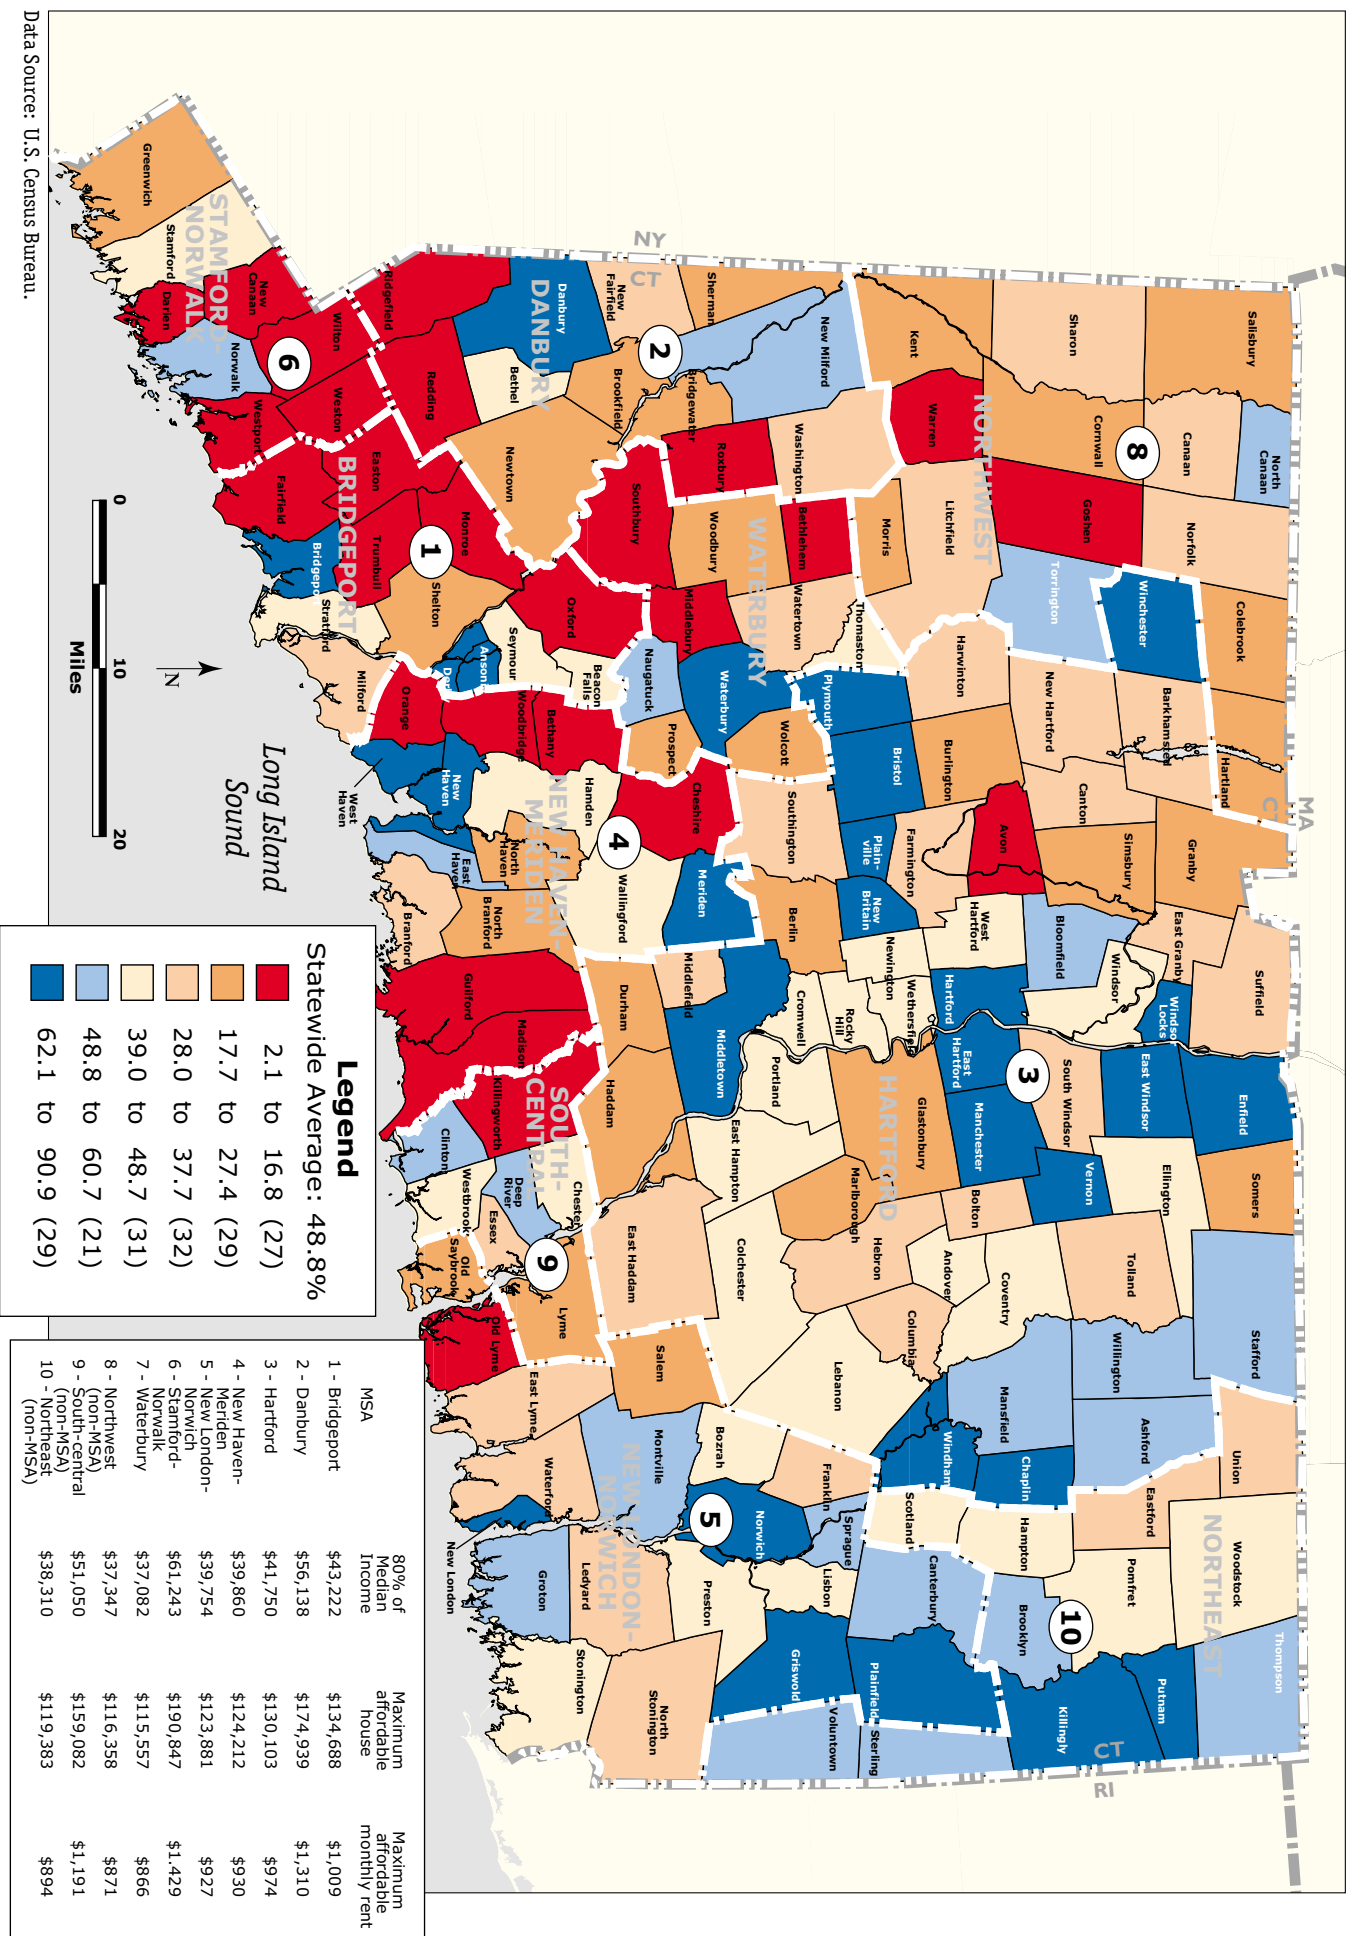 NY
CT
MA
CT
CT
RI
Salisbury
North
Canaan
Canaan
Norfolk
Colebrook
Hartland
Granby
East Granby
Suffield
Windsor
Locks
Enfield
Somers
Stafford
Union
Woodstock
Thompson
Sharon
Cornwall
8
Goshen
Torrington
Winchester
Barkhamsted
New Hartford
Canton
Simsbury
Bloomfield
Windsor
East Windsor
Ellington
Tolland
Willington
Ashford
Eastford
Pomfret
Putnam
NORTHEAST
Kent
Warren
NORTHWEST
Litchfield
Morris
Harwinton
Burlington
Avon
Farmington
West
Hartford
Hartford
East
Hartford
3
South Windsor
Manchester
Vernon
Bolton
Coventry
Andover
Mansfield
Chaplin
Hampton
10
Brooklyn
Killingly
Sherman
New Milford
Washington
Bethlehem
Watertown
Thomaston
Plymouth
Bristol
Plain-
ville
New
Britain
Newington
Wethersfield
Rocky
Hill
Glastonbury
HARTFORD
Marlborough
Hebron
Columbia
Windham
Scotland
Canterbury
Plainfield
Sterling
New
Fairfield
2
Bridgewater
Roxbury
Woodbury
WATERBURY
Middlebury
Waterbury
Wolcott
Southington
Berlin
Cromwell
Portland
East Hampton
Colchester
Lebanon
Franklin
Sprague
Lisbon
Griswold
Voluntown
Danbury
DANBURY
Bethel
Brookfield
Newtown
Southbury
Oxford
Naugatuck
Beacon
Falls
Prospect
Cheshire
Meriden
Middlefield
Middletown
Durham
Haddam
East Haddam
Salem
Bozrah
Norwich
5
Preston
North
Stonington
Ridgefield
Redding
Monroe
Shelton
Seymour
Anson
Der
Woodbridge
Bethany
Hamden
4
Wallingford
NEW HAVEN-
MERIDEN
North
Haven
North
Branford
Guilford
Madison
Killingworth
SOUTH-
CENTRAL
Chester
Deep
River
Essex
9
Lyme
Montville
NEW LONDON-
NORWICH
Ledyard
Stonington
Wilton
Weston
Easton
Trumbull
1
BRIDGEPORT
Fairfield
Bridgepo
Stratford
Milford
Orange
New
Haven
West
Haven
East
Haven
Branford
Clinton
Westbrook
Old
Saybrook
Old Lyme
East Lyme
Waterford
New London
Groton
Greenwich
Stamford
STAMFORD-
NORWALK
New
Canaan
Darien
Norwalk
6
Westport
Long Island
Sound
N
0 10 20
Miles
Legend
Statewide Average: 48.8%
2.1 to 16.8 (27)
17.7 to 27.4 (29)
28.0 to 37.7 (32)
39.0 to 48.7 (31)
48.8 to 60.7 (21)
62.1 to 90.9 (29)
MSA 80% of Median Income Maximum affordable house Maximum affordable monthly rent
1 - Bridgeport $43,222 $134,688 $1,009
2 - Danbury $56,138 $174,939 $1,310
3 - Hartford $41,750 $130,103 $974
4 - New Haven- $39,860 $124,212 $930
Meriden
5 - New London- $39,754 $123,881 $927
Norwich
6 - Stamford- $61,243 $190,847 $1.429
Norwalk
7 - Waterbury $37,082 $115,557 $866
8 - Northwest $37,347 $116,358 $871
(non-MSA)
9 - South-central $51,050 $159,082 $1,191
(non-MSA)
10 - Northeast $38,310 $119,383 $894
(non-MSA)
Data Source: U.S. Census Bureau.